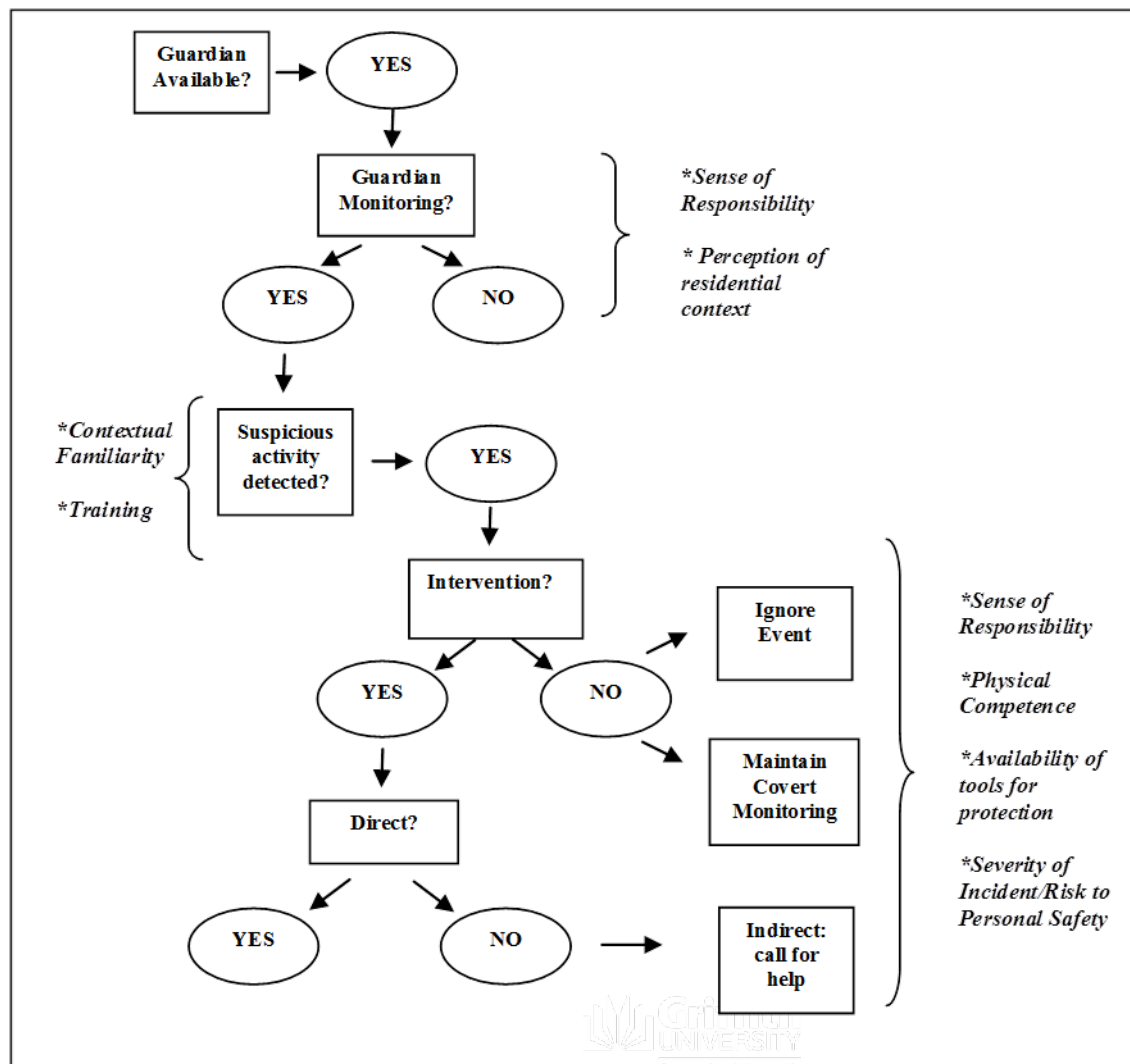 Guardian
Available?
YES
Guardian
Monitoring?
*Sense of
Responsibility
* Perception of
residential
context
YES
NO
*Contextual
Familiarity
*Training
Suspicious
activity
detected?
YES
Intervention?
Ignore
Event
YES
NO
Maintain
Covert
Monitoring
*Sense of
Responsibility
*Physical
Competence
*Availability of
tools for
protection
*Severity of
Incident/Risk to
Personal Safety
Direct?
YES
NO
Indirect:
call for
help
UNIVERSITY